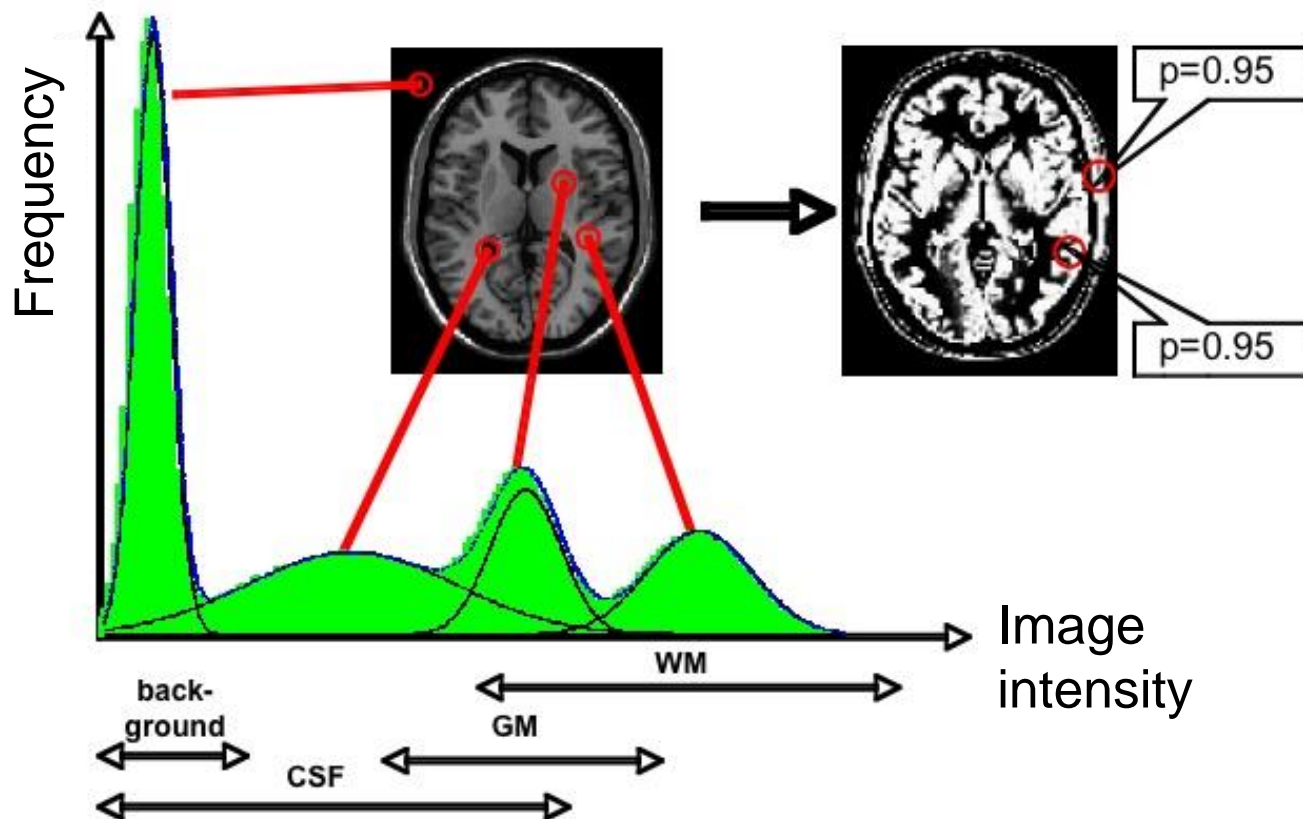 Frequency
p=0.95
p=0.95
Image
intensity
WM
back-
ground
GM
CSF